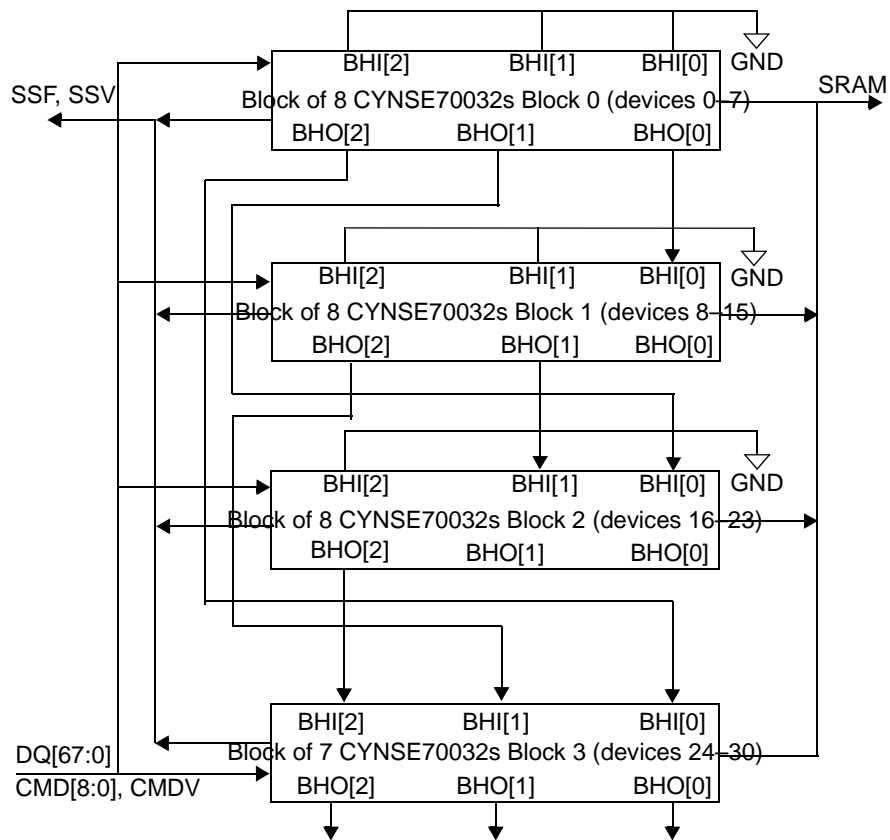 BHI[2] BHI[1] BHI[0] GND
SSF, SSV
SRAM
Block of 8 CYNSE70032s Block 0 (devices 0–7)
BHO[2] BHO[1] BHO[0]
BHI[2] BHI[1] BHI[0] GND
Block of 8 CYNSE70032s Block 1 (devices 8–15)
BHO[2] BHO[1] BHO[0]
BHI[2] BHI[1] BHI[0] GND
Block of 8 CYNSE70032s Block 2 (devices 16–23)
BHO[2] BHO[1] BHO[0]
BHI[2] BHI[1] BHI[0]
DQ[67:0]
Block of 7 CYNSE70032s Block 3 (devices 24–30)
CMD[8:0], CMDV
BHO[2] BHO[1] BHO[0]